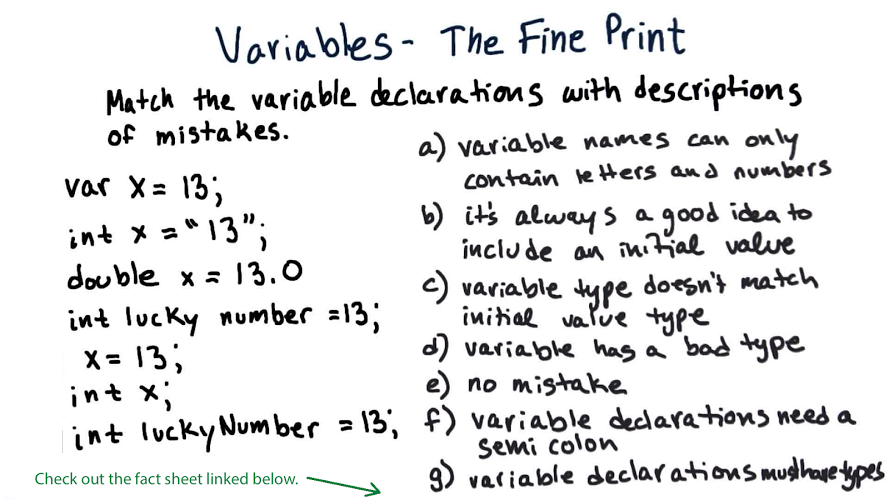 Variables - The Fine Print
Match the variable declarations with descriptions
of mistakes.
var x = 13;
int x = "13";
double x = 13.0
int lucky number = 13;
x = 13;
int x;
int luckyNumber = 13;
a) variable names can only
contain letters and numbers
b) it's always a good idea to
include an initial value
c) variable type doesn't match
initial value type
d) variable has a bad type
e) no mistake
f) variable declarations need a
semi colon
g) variable declarations must have types
Check out the fact sheet linked below.